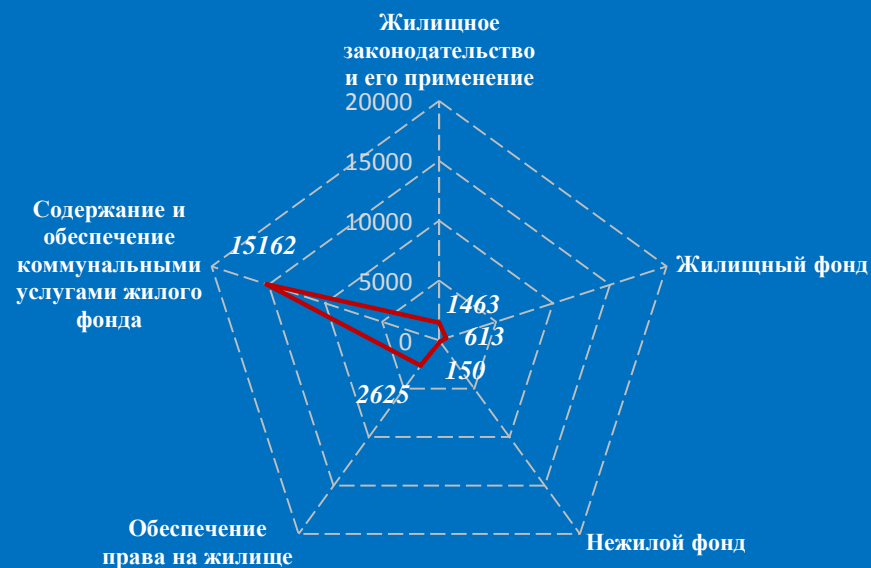 Жилищное
законодательство
и его применение
20000
15000
10000
5000
0
Содержание и
обеспечение
коммунальными
услугами жилого
фонда
15162
Жилищный фонд
1463
613
150
2625
Обеспечение
права на жилище
Нежилой фонд